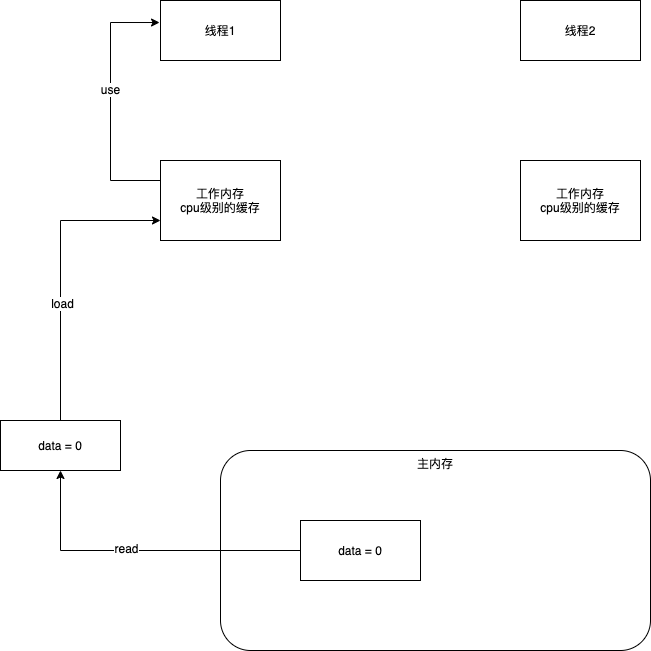 线程1
线程2
use
工作内存
cpu级别的缓存
工作内存
cpu级别的缓存
load
data = 0
主内存
read
data = 0